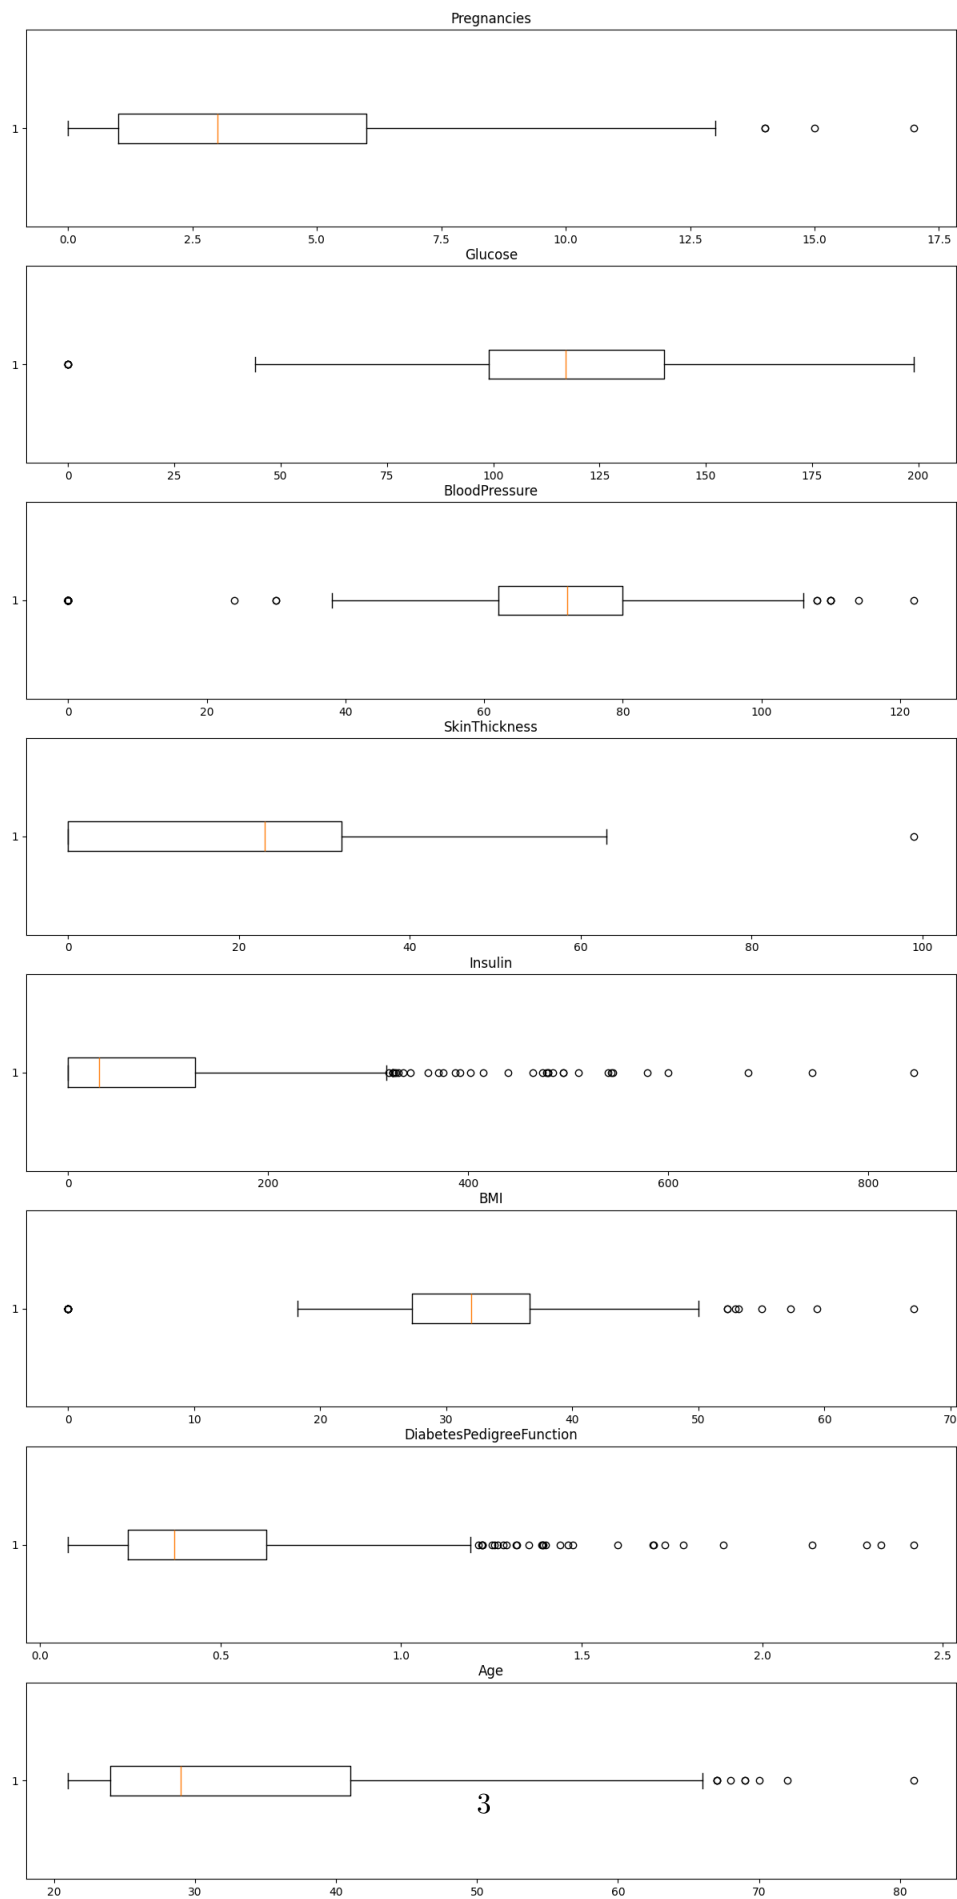 Pregnancies
1
0.0 2.5 5.0 7.5 10.0 12.5 15.0 17.5
Glucose
1
0 25 50 75 100 125 150 175 200
BloodPressure
1
0 20 40 60 80 100 120
SkinThickness
1
0 20 40 60 80 100
Insulin
1
0 200 400 600 800
BMI
1
0 10 20 30 40 50 60 70
DiabetesPedigreeFunction
1
0.0 0.5 1.0 1.5 2.0 2.5
Age
1
3
20 30 40 50 60 70 80